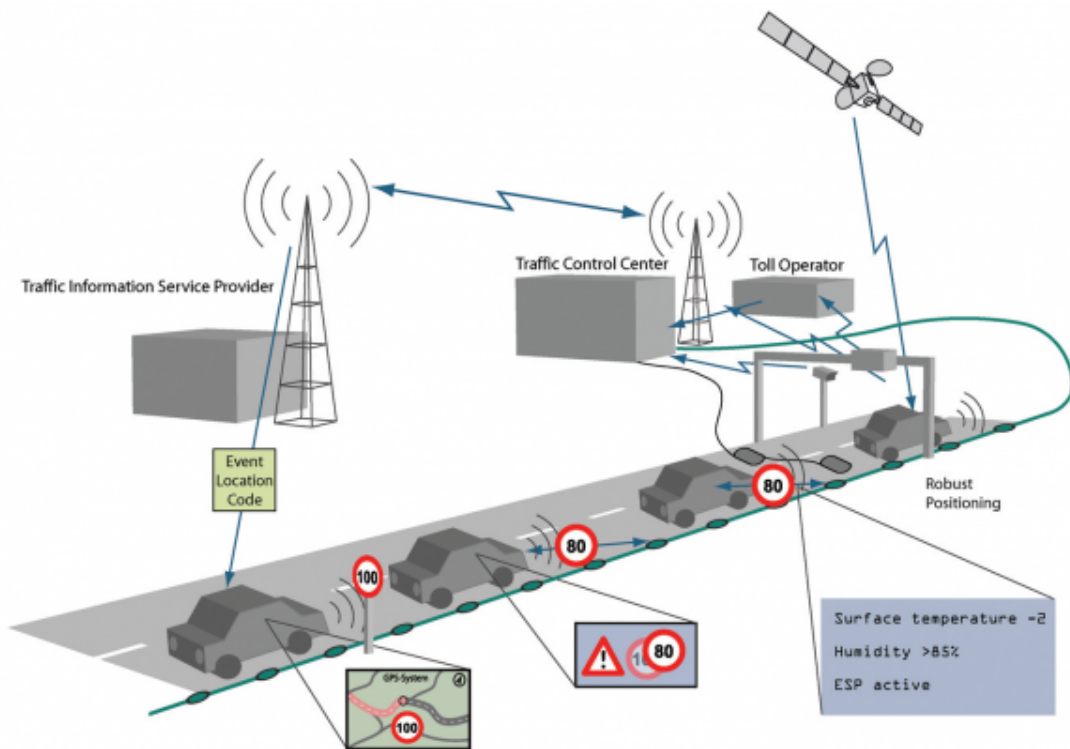 Traffic Information Service Provider
Traffic Control Center
Toll Operator
Event
Location
Code
Robust
Positioning
80
80
100
80
GPS-System
100
Surface temperature -2
Humidity >85%
ESP active